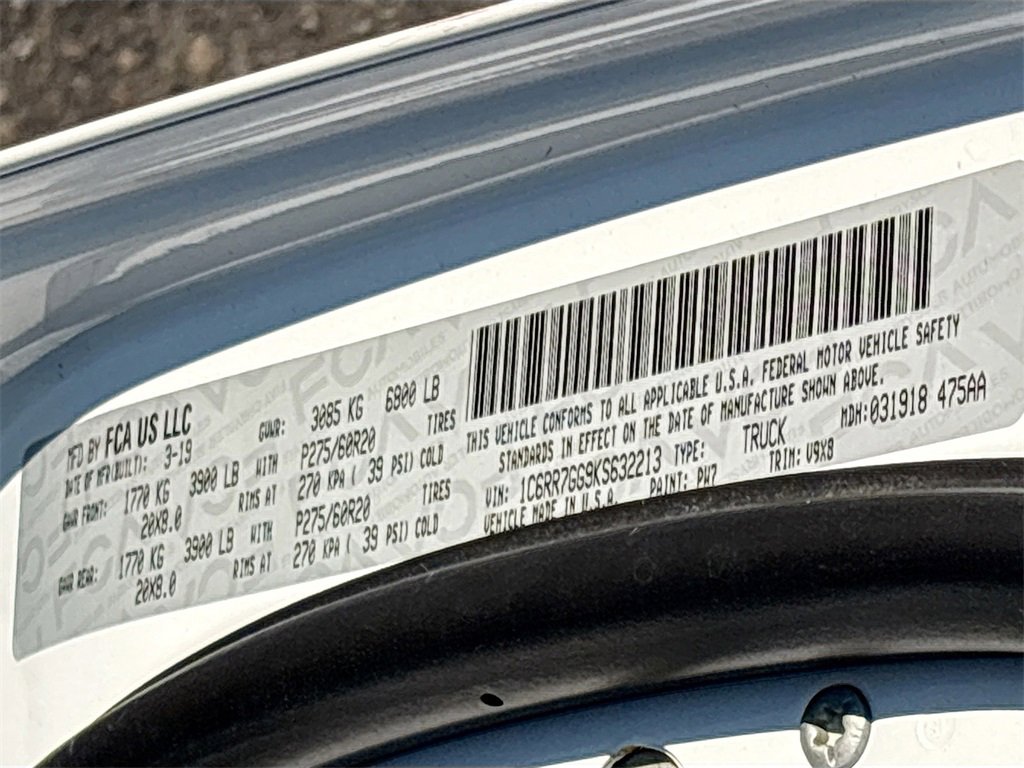 MFD BY FCA US LLC
DATE OF MFR(BUILT): 3-19 GVWR: 3085 KG 6800 LB
GAWR FRONT: 1770 KG 3900 LB WITH P275/60R20 TIRES
20X8.0 RIMS AT 270 KPA ( 39 PSI) COLD
GAWR REAR: 1770 KG 3900 LB WITH P275/60R20 TIRES
20X8.0 RIMS AT 270 KPA ( 39 PSI) COLD
THIS VEHICLE CONFORMS TO ALL APPLICABLE U.S.A. FEDERAL MOTOR VEHICLE SAFETY
STANDARDS IN EFFECT ON THE DATE OF MANUFACTURE SHOWN ABOVE.
MDH:031918 475AA
VIN: 1C6RR7GG9KS632213 TYPE: TRUCK
VEHICLE MADE IN U.S.A. PAINT: PW7 TRIM: V9X8